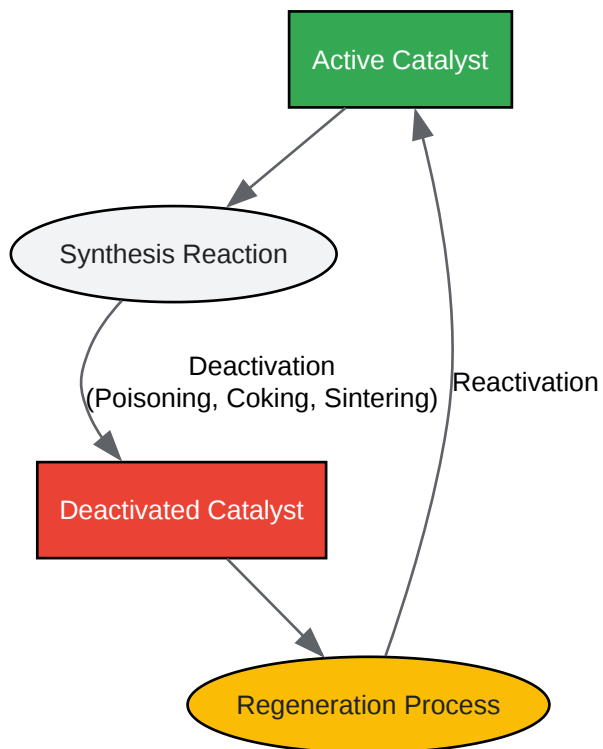 Active Catalyst
Synthesis Reaction
Deactivation
(Poisoning, Coking, Sintering)
Reactivation
Deactivated Catalyst
Regeneration Process